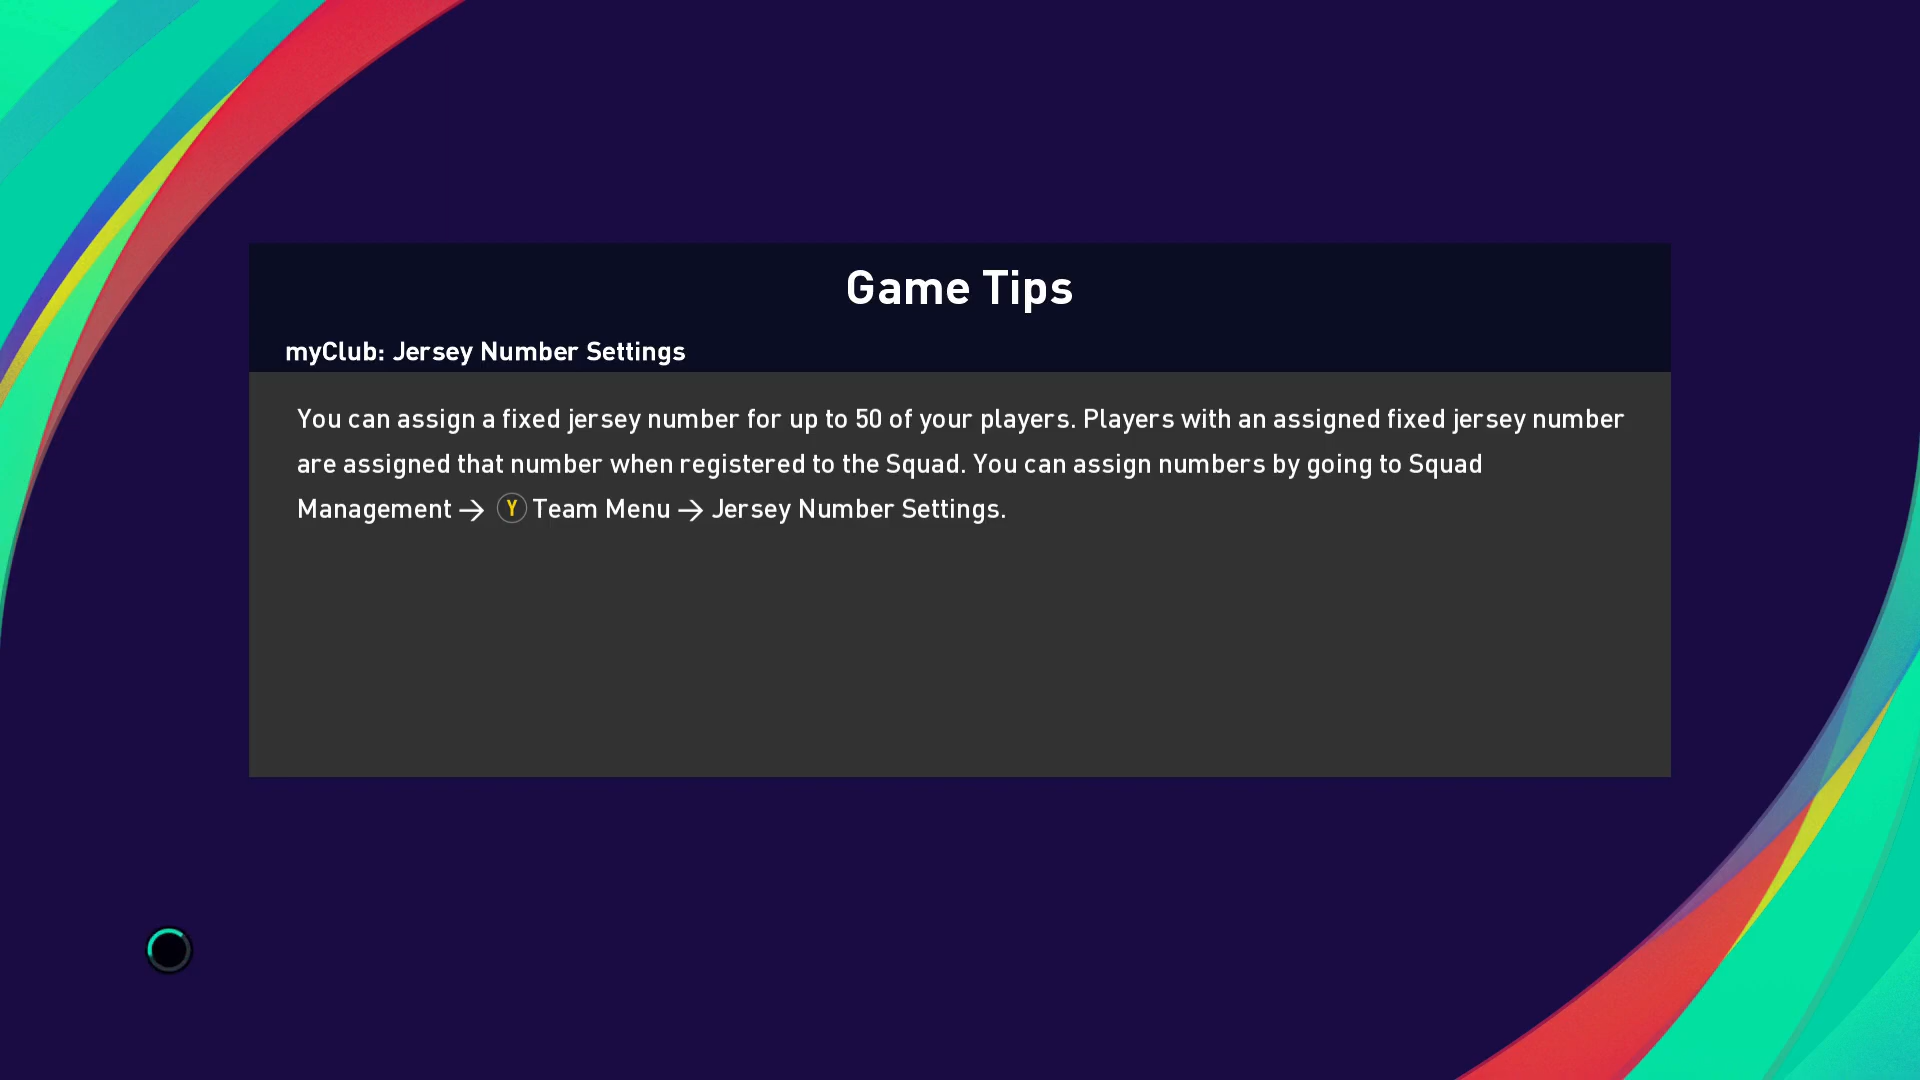 Game Tips
myClub: Jersey Number Settings
You can assign a fixed jersey number for up to 50 of your players. Players with an assigned fixed jersey number
are assigned that number when registered to the Squad. You can assign numbers by going to Squad
Management → Y Team Menu → Jersey Number Settings.